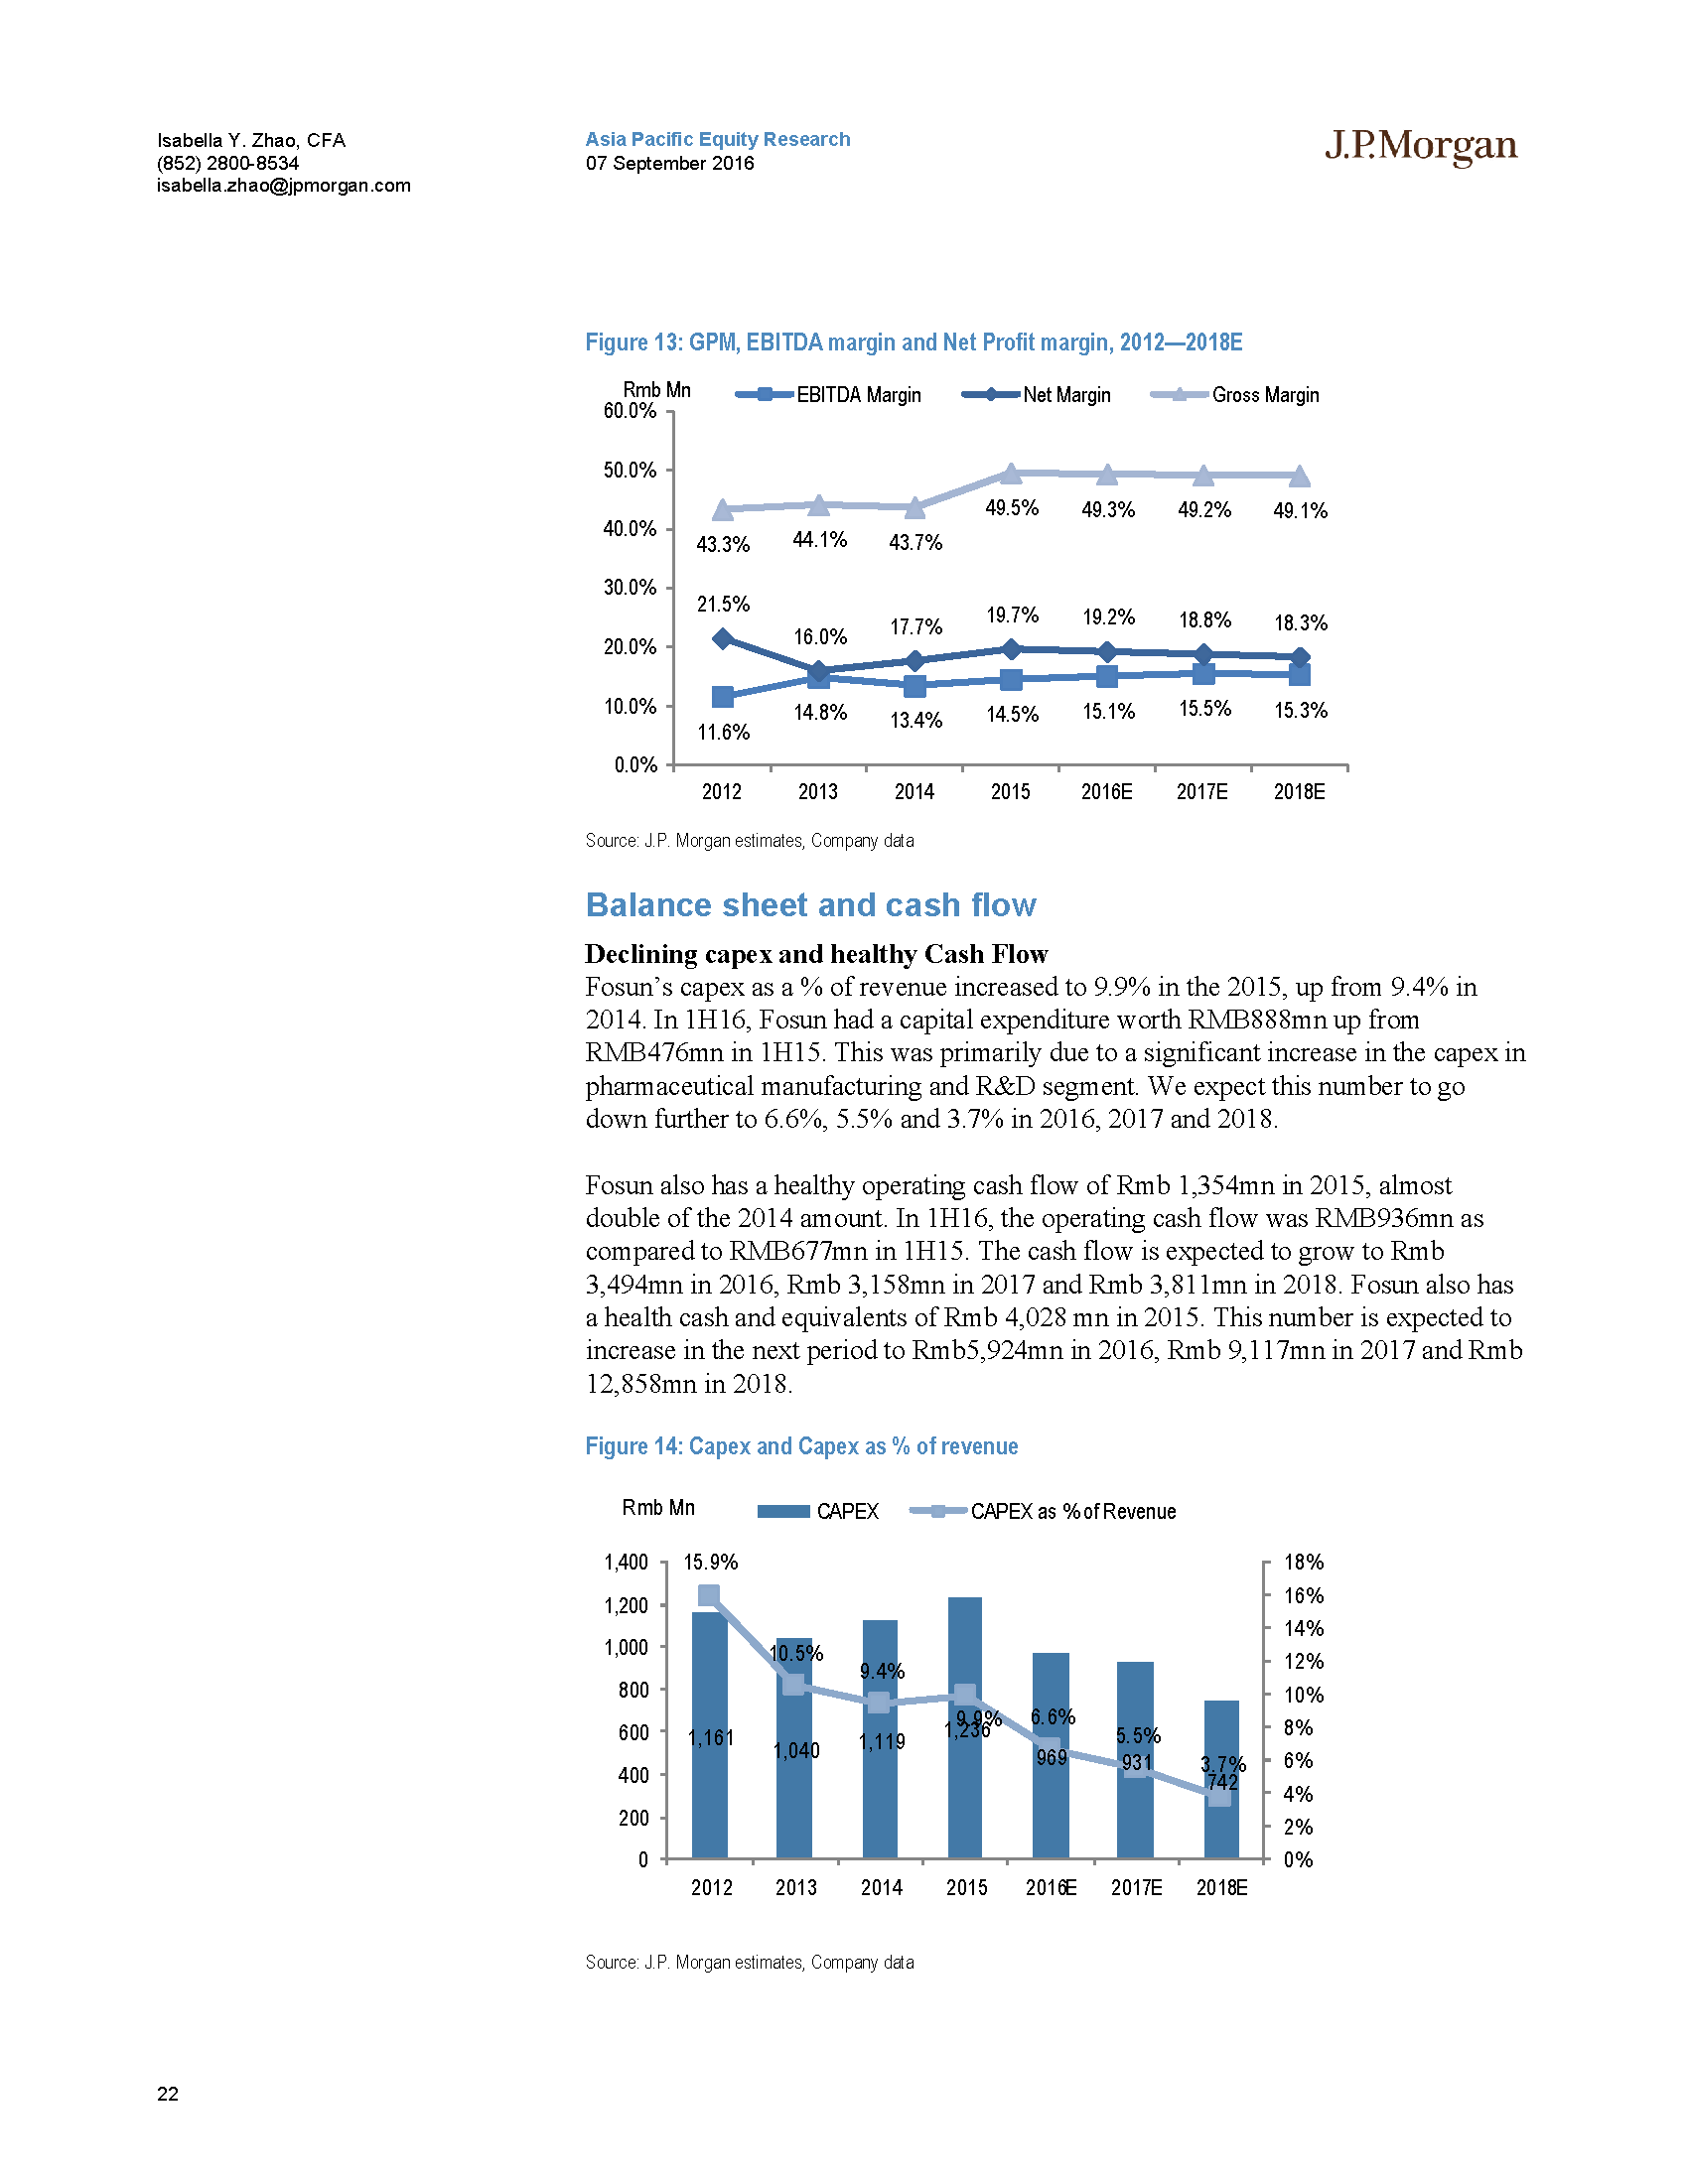 Isabella Y. Zhao, CFA
(852) 2800-8534
isabella.zhao@jpmorgan.com
Asia Pacific Equity Research
07 September 2016
J.P.Morgan
Figure 13: GPM, EBITDA margin and Net Profit margin, 2012—2018E
Rmb Mn
EBITDA Margin Net Margin Gross Margin
60.0%
50.0%
40.0%
30.0%
20.0%
10.0%
0.0%
43.3% 44.1% 43.7% 49.5% 49.3% 49.2% 49.1%
21.5% 16.0% 17.7% 19.7% 19.2% 18.8% 18.3%
11.6% 14.8% 13.4% 14.5% 15.1% 15.5% 15.3%
2012 2013 2014 2015 2016E 2017E 2018E
Source: J.P. Morgan estimates, Company data
Balance sheet and cash flow
Declining capex and healthy Cash Flow
Fosun’s capex as a % of revenue increased to 9.9% in the 2015, up from 9.4% in
2014. In 1H16, Fosun had a capital expenditure worth RMB888mn up from
RMB476mn in 1H15. This was primarily due to a significant increase in the capex in
pharmaceutical manufacturing and R&D segment. We expect this number to go
down further to 6.6%, 5.5% and 3.7% in 2016, 2017 and 2018.
Fosun also has a healthy operating cash flow of Rmb 1,354mn in 2015, almost
double of the 2014 amount. In 1H16, the operating cash flow was RMB936mn as
compared to RMB677mn in 1H15. The cash flow is expected to grow to Rmb
3,494mn in 2016, Rmb 3,158mn in 2017 and Rmb 3,811mn in 2018. Fosun also has
a health cash and equivalents of Rmb 4,028 mn in 2015. This number is expected to
increase in the next period to Rmb5,924mn in 2016, Rmb 9,117mn in 2017 and Rmb
12,858mn in 2018.
Figure 14: Capex and Capex as % of revenue
Rmb Mn
CAPEX CAPEX as % of Revenue
1,400
1,200
1,000
800
600
400
200
0
15.9% 10.5% 9.4% 9.9% 6.6% 5.5% 3.7%
1,161 1,040 1,119 1,236 969 931 742
18%
16%
14%
12%
10%
8%
6%
4%
2%
0%
2012 2013 2014 2015 2016E 2017E 2018E
Source: J.P. Morgan estimates, Company data
22